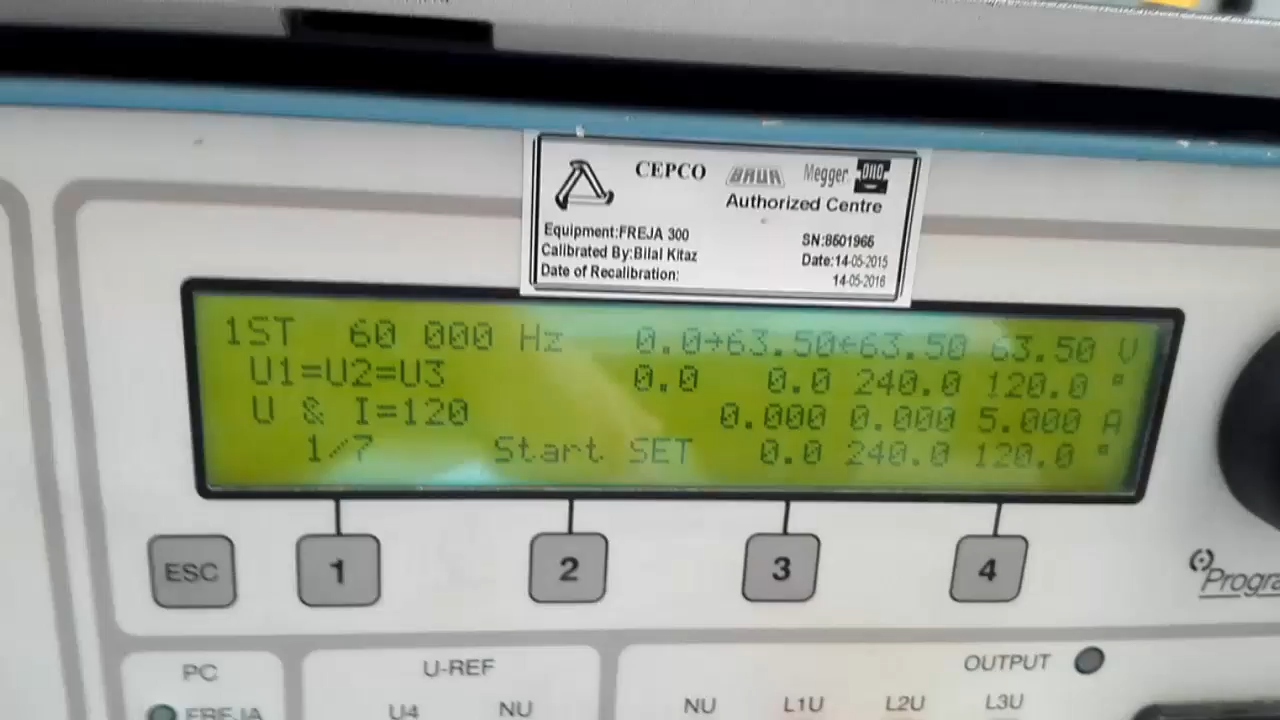 CEPCO BAUR Megger.
Authorized Centre
Equipment:FREJA 300 SN:8601966
Calibrated By:Bilal Kitaz Date:14-05-2015
Date of Recalibration: 14-05-2016
1ST 60 000 Hz 0.0→63.50←63.50 63.50 V
U1=U2=U3 0.0 0.0 240.0 120.0 °
U & I=120 0.000 0.000 5.000 A
1/7 Start SET 0.0 240.0 120.0 °
ESC 1 2 3 4
PC U-REF OUTPUT
FREJA U4 NU NU L1U L2U L3U